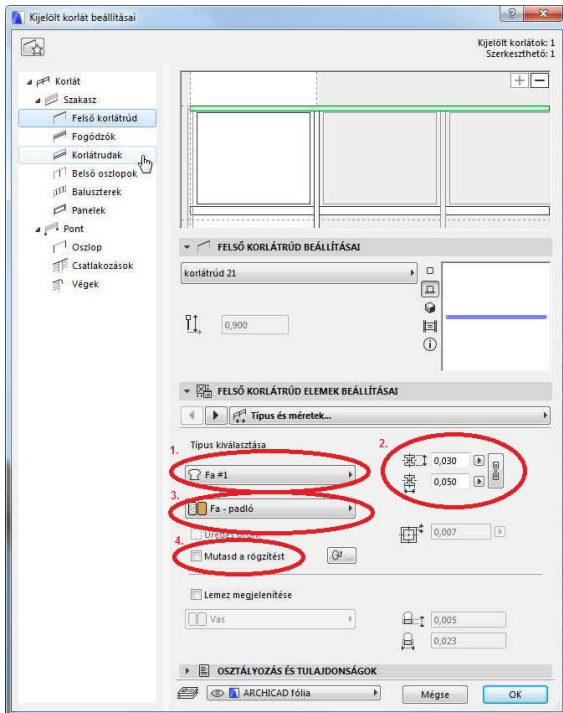 Kijelölt korlát beállításai
Kijelölt korlátok: 1
Szerkeszthető: 1
Korlát
Szakasz
Felső korlátrúd
Fogódzók
Korlátrudak
Belső oszlopok
Baluszterek
Panelek
Pont
Oszlop
Csatlakozások
Végek
FELSŐ KORLÁTRÚD BEÁLLÍTÁSAI
korlátrúd 21
0,900
FELSŐ KORLÁTRÚD ELEMEK BEÁLLÍTÁSAI
Típus és méretek...
1. Típus kiválasztása
2.
Fa #1
0,030
0,050
3.
Fa - padló
Üreges profil
0,007
4.
Mutasd a rögzítést
Lemez megjelenítése
Vas
0,005
0,023
OSZTÁLYOZÁS ÉS TULAJDONSÁGOK
ARCHICAD fólia
Mégse
OK